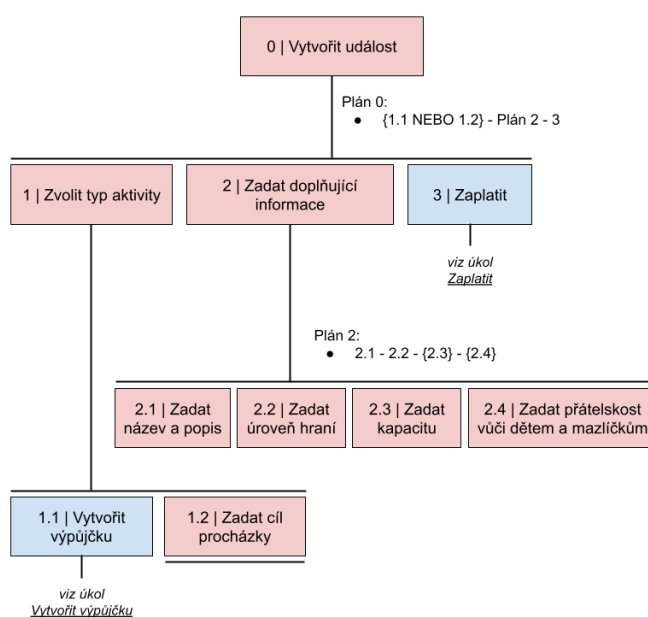 0 | Vytvořit událost
Plán 0:
● {1.1 NEBO 1.2} - Plán 2 - 3
1 | Zvolit typ aktivity
2 | Zadat doplňující
informace
3 | Zaplatit
viz úkol
Zaplatit
Plán 2:
● 2.1 - 2.2 - {2.3} - {2.4}
2.1 | Zadat
název a popis
2.2 | Zadat
úroveň hraní
2.3 | Zadat
kapacitu
2.4 | Zadat přátelskost
vůči dětem a mazlíčkům
1.1 | Vytvořit
výpůjčku
1.2 | Zadat cíl
procházky
viz úkol
Vytvořit výpůjčku